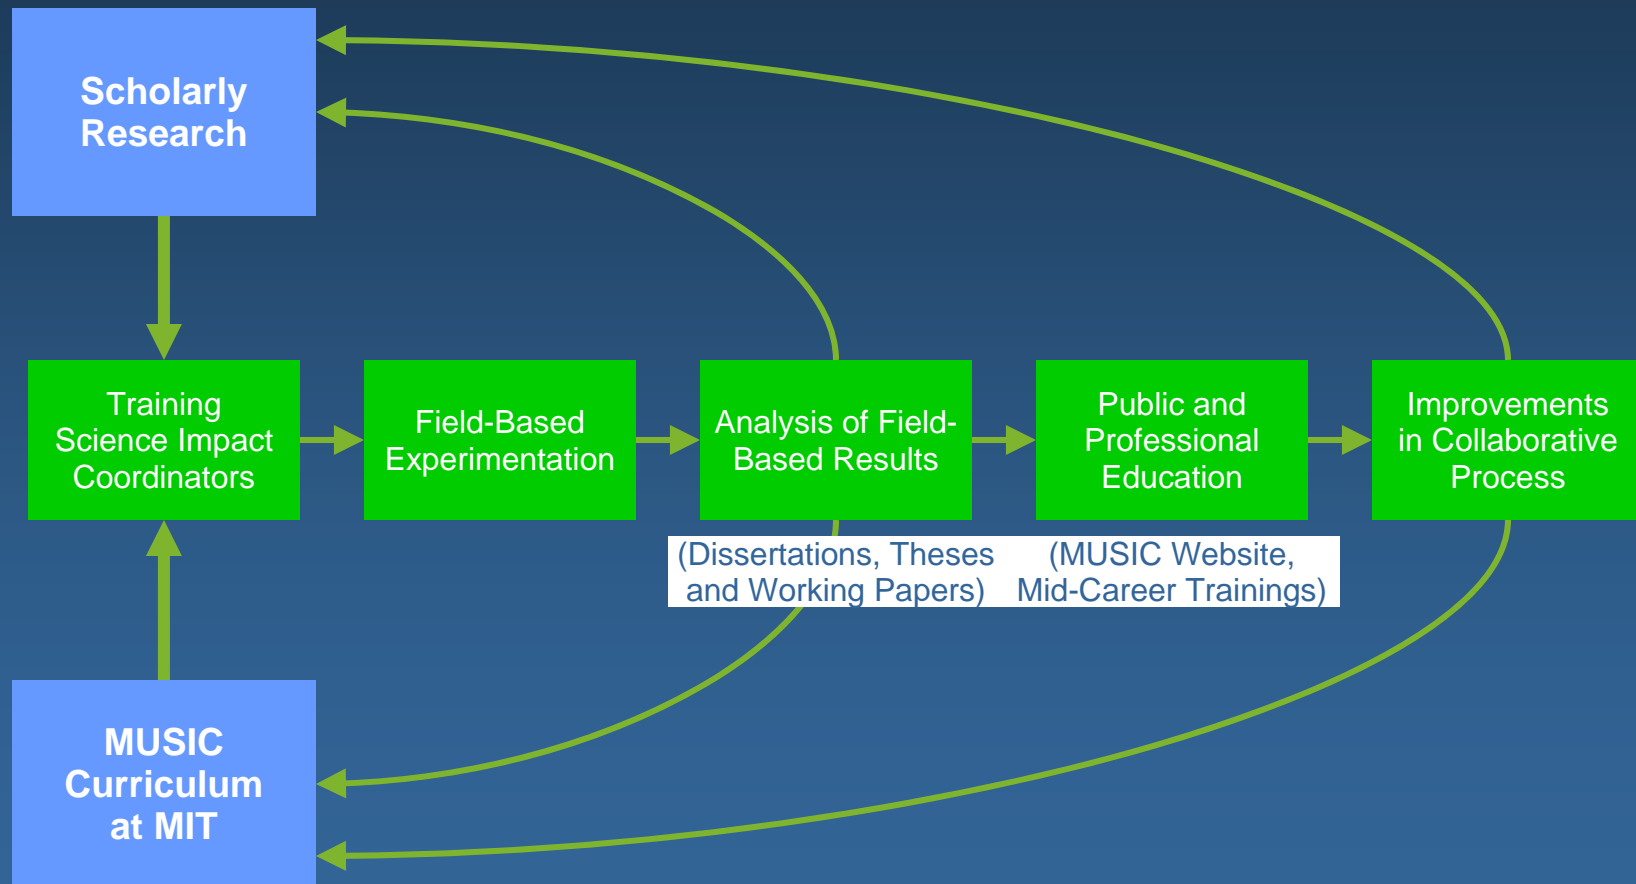 Scholarly
Research
Training
Science Impact
Coordinators
Field-Based
Experimentation
Analysis of Field-
Based Results
Public and
Professional
Education
Improvements
in Collaborative
Process
(Dissertations, Theses
and Working Papers)
(MUSIC Website,
Mid-Career Trainings)
MUSIC
Curriculum
at MIT